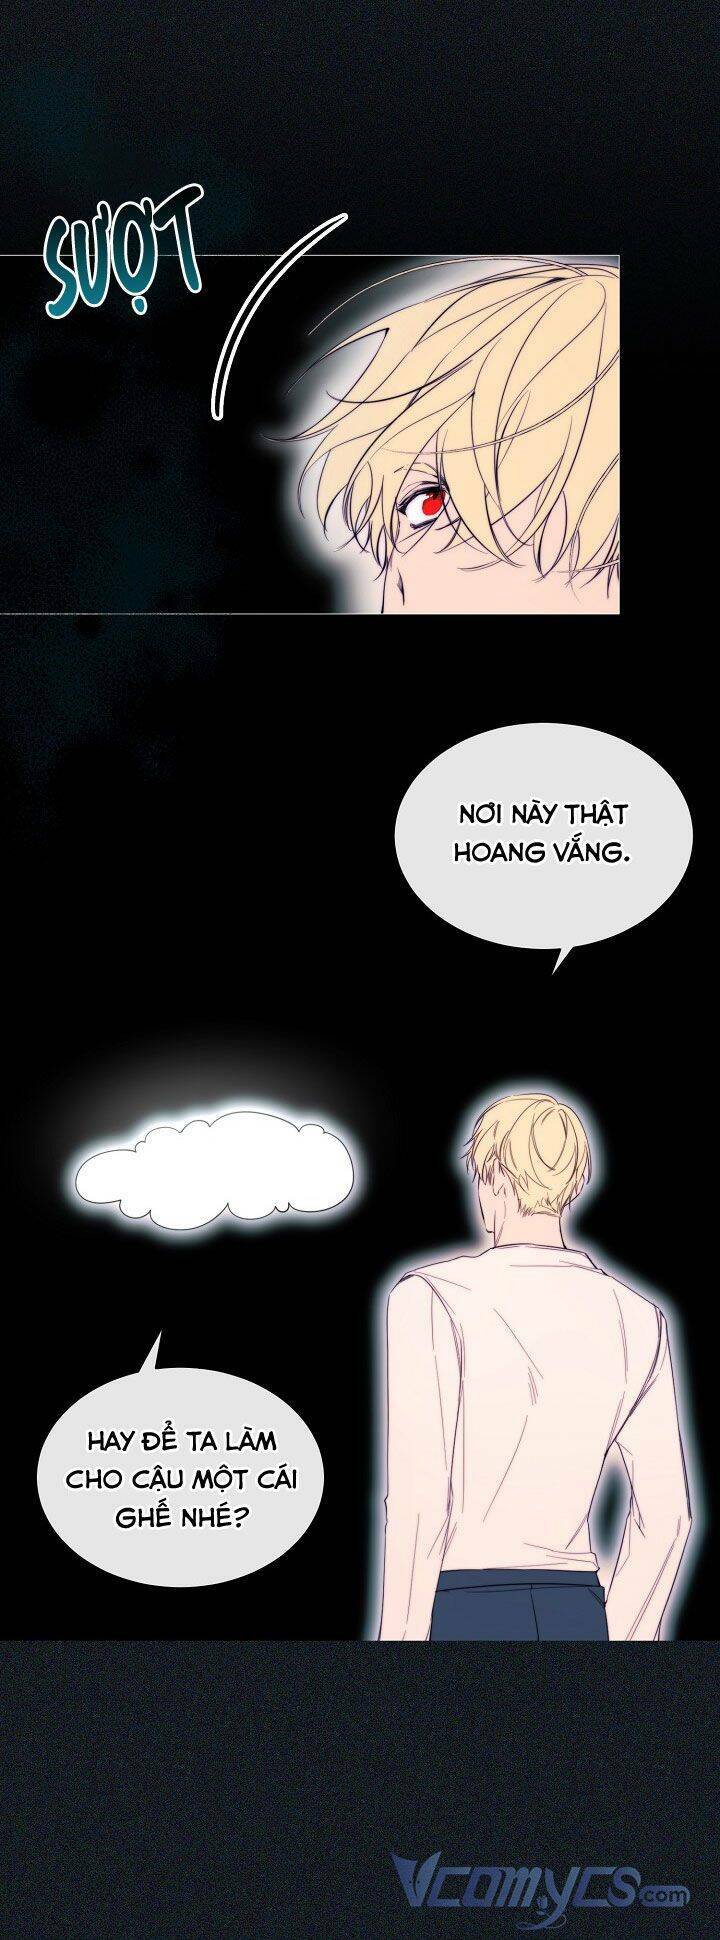 SƯỢT
NƠI NÀY THẬT
HOANG VẮNG.
HAY ĐỂ TA LÀM
CHO CẬU MỘT CÁI
GHẾ NHÉ?
VCOMYCS.com